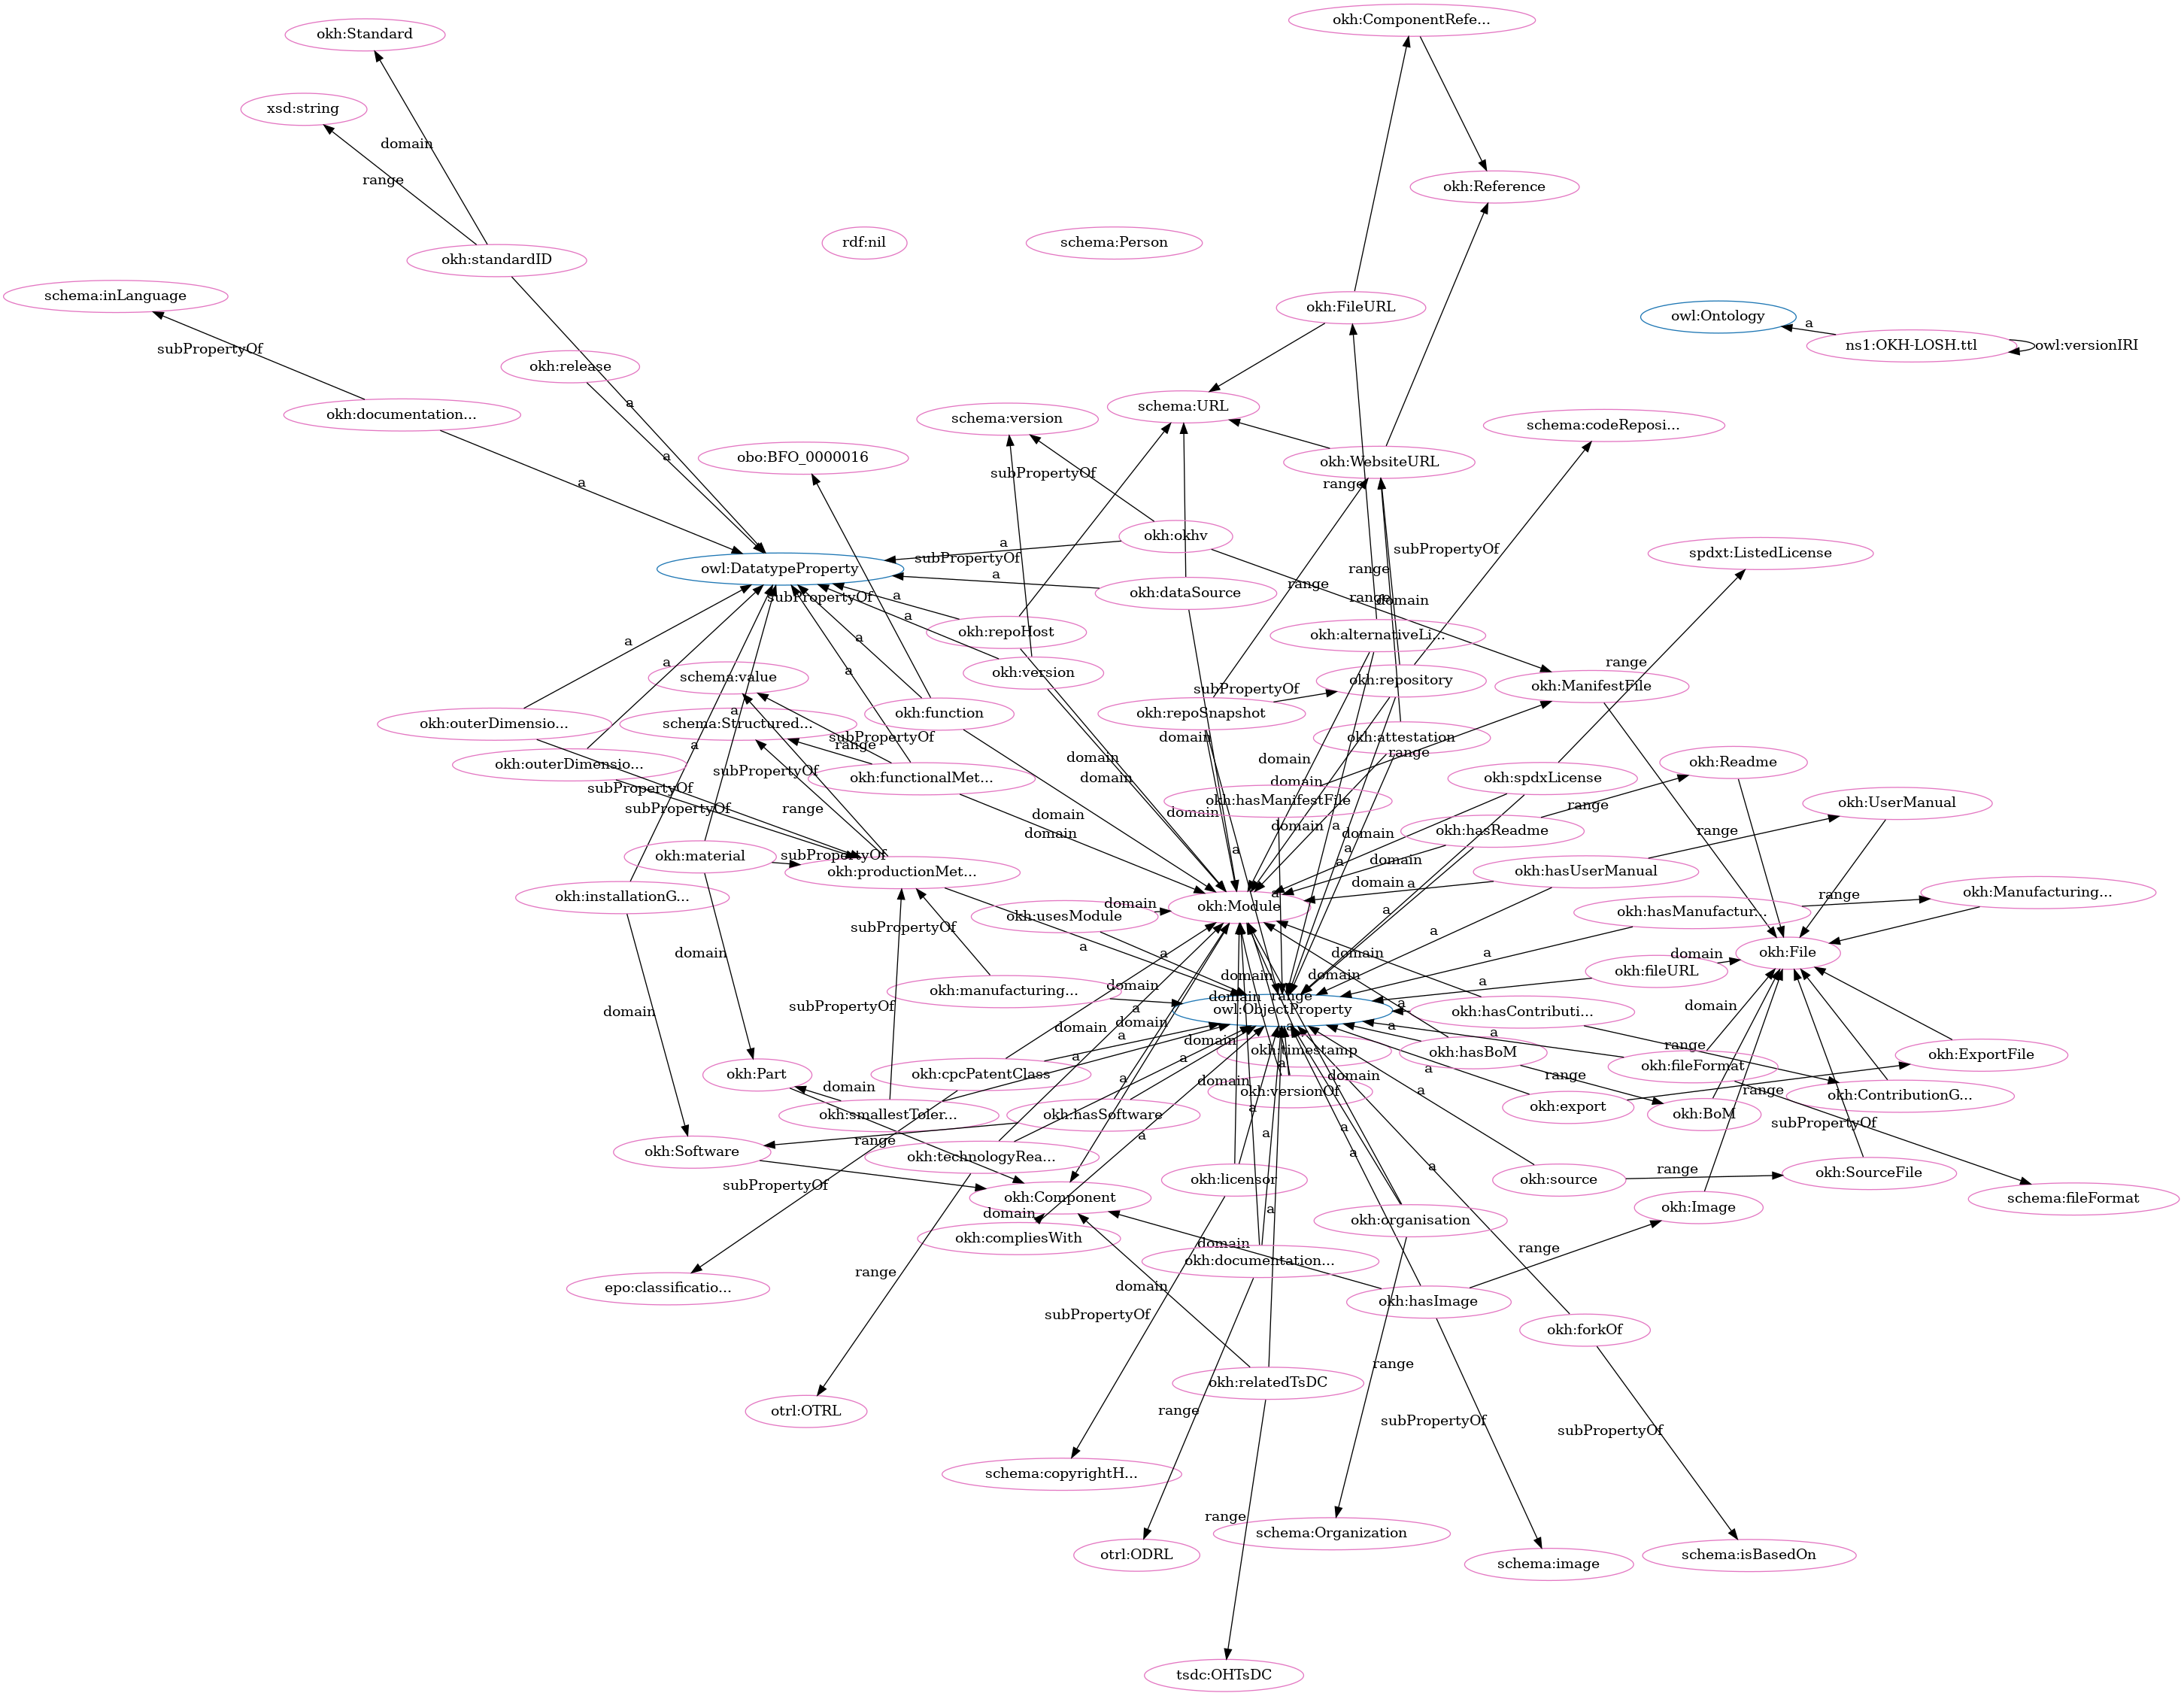 okh:ComponentRefe...
okh:Standard
xsd:string
domain
range
okh:Reference
rdf:nil
schema:Person
okh:standardID
schema:inLanguage
okh:FileURL
owl:Ontology
a
ns1:OKH-LOSH.ttl
owl:versionIRI
subPropertyOf
okh:release
a
okh:documentation...
schema:URL
schema:version
schema:codeReposi...
a
obo:BFO_0000016
okh:WebsiteURL
subPropertyOf
a
range
okh:okhv
a
subPropertyOf
subPropertyOf
spdxt:ListedLicense
owl:DatatypeProperty
a
range
range
okh:dataSource
subPropertyOf
a
range
domain
a
okh:repoHost
okh:alternativeLi...
a
a
range
a
a
okh:version
schema:value
okh:repository
okh:ManifestFile
subPropertyOf
okh:repoSnapshot
okh:function
a
okh:outerDimensio...
schema:Structured...
subPropertyOf
domain
okh:attestation
a
range
range
domain
domain
okh:outerDimensio...
okh:Readme
subPropertyOf
okh:functionalMet...
domain
okh:spdxLicense
domain
subPropertyOf
subPropertyOf
range
okh:hasManifestFile
range
okh:UserManual
domain
domain
domain
domain
a
domain
okh:hasReadme
range
a
a
okh:material
subPropertyOf
domain
a
okh:productionMet...
okh:hasUserManual
domain
a
okh:installationG...
a
range
okh:Manufacturing...
domain
okh:Module
okh:usesModule
a
okh:hasManufactur...
subPropertyOf
a
a
a
domain
a
domain
domain
okh:File
domain
domain
okh:fileURL
a
domain
okh:manufacturing...
domain
range
subPropertyOf
domain
a
owl:ObjectProperty
a
okh:hasContributi...
domain
domain
domain
a
a
a
domain
a
range
okh:timestamp
okh:hasBoM
okh:ExportFile
a
a
a
okh:fileFormat
okh:Part
okh:cpcPatentClass
domain
domain
a
range
domain
a
okh:versionOf
range
okh:ContributionG...
okh:smallestToler...
okh:hasSoftware
a
okh:export
okh:BoM
subPropertyOf
a
a
a
range
okh:Software
okh:technologyRea...
a
a
range
okh:SourceFile
okh:licensor
okh:source
subPropertyOf
okh:Component
schema:fileFormat
domain
a
okh:Image
okh:organisation
okh:compliesWith
domain
range
okh:documentation...
range
epo:classificatio...
domain
okh:hasImage
subPropertyOf
okh:forkOf
range
okh:relatedTsDC
otrl:OTRL
range
subPropertyOf
subPropertyOf
schema:copyrightH...
range
schema:Organization
otrl:ODRL
schema:image
schema:isBasedOn
tsdc:OHTsDC